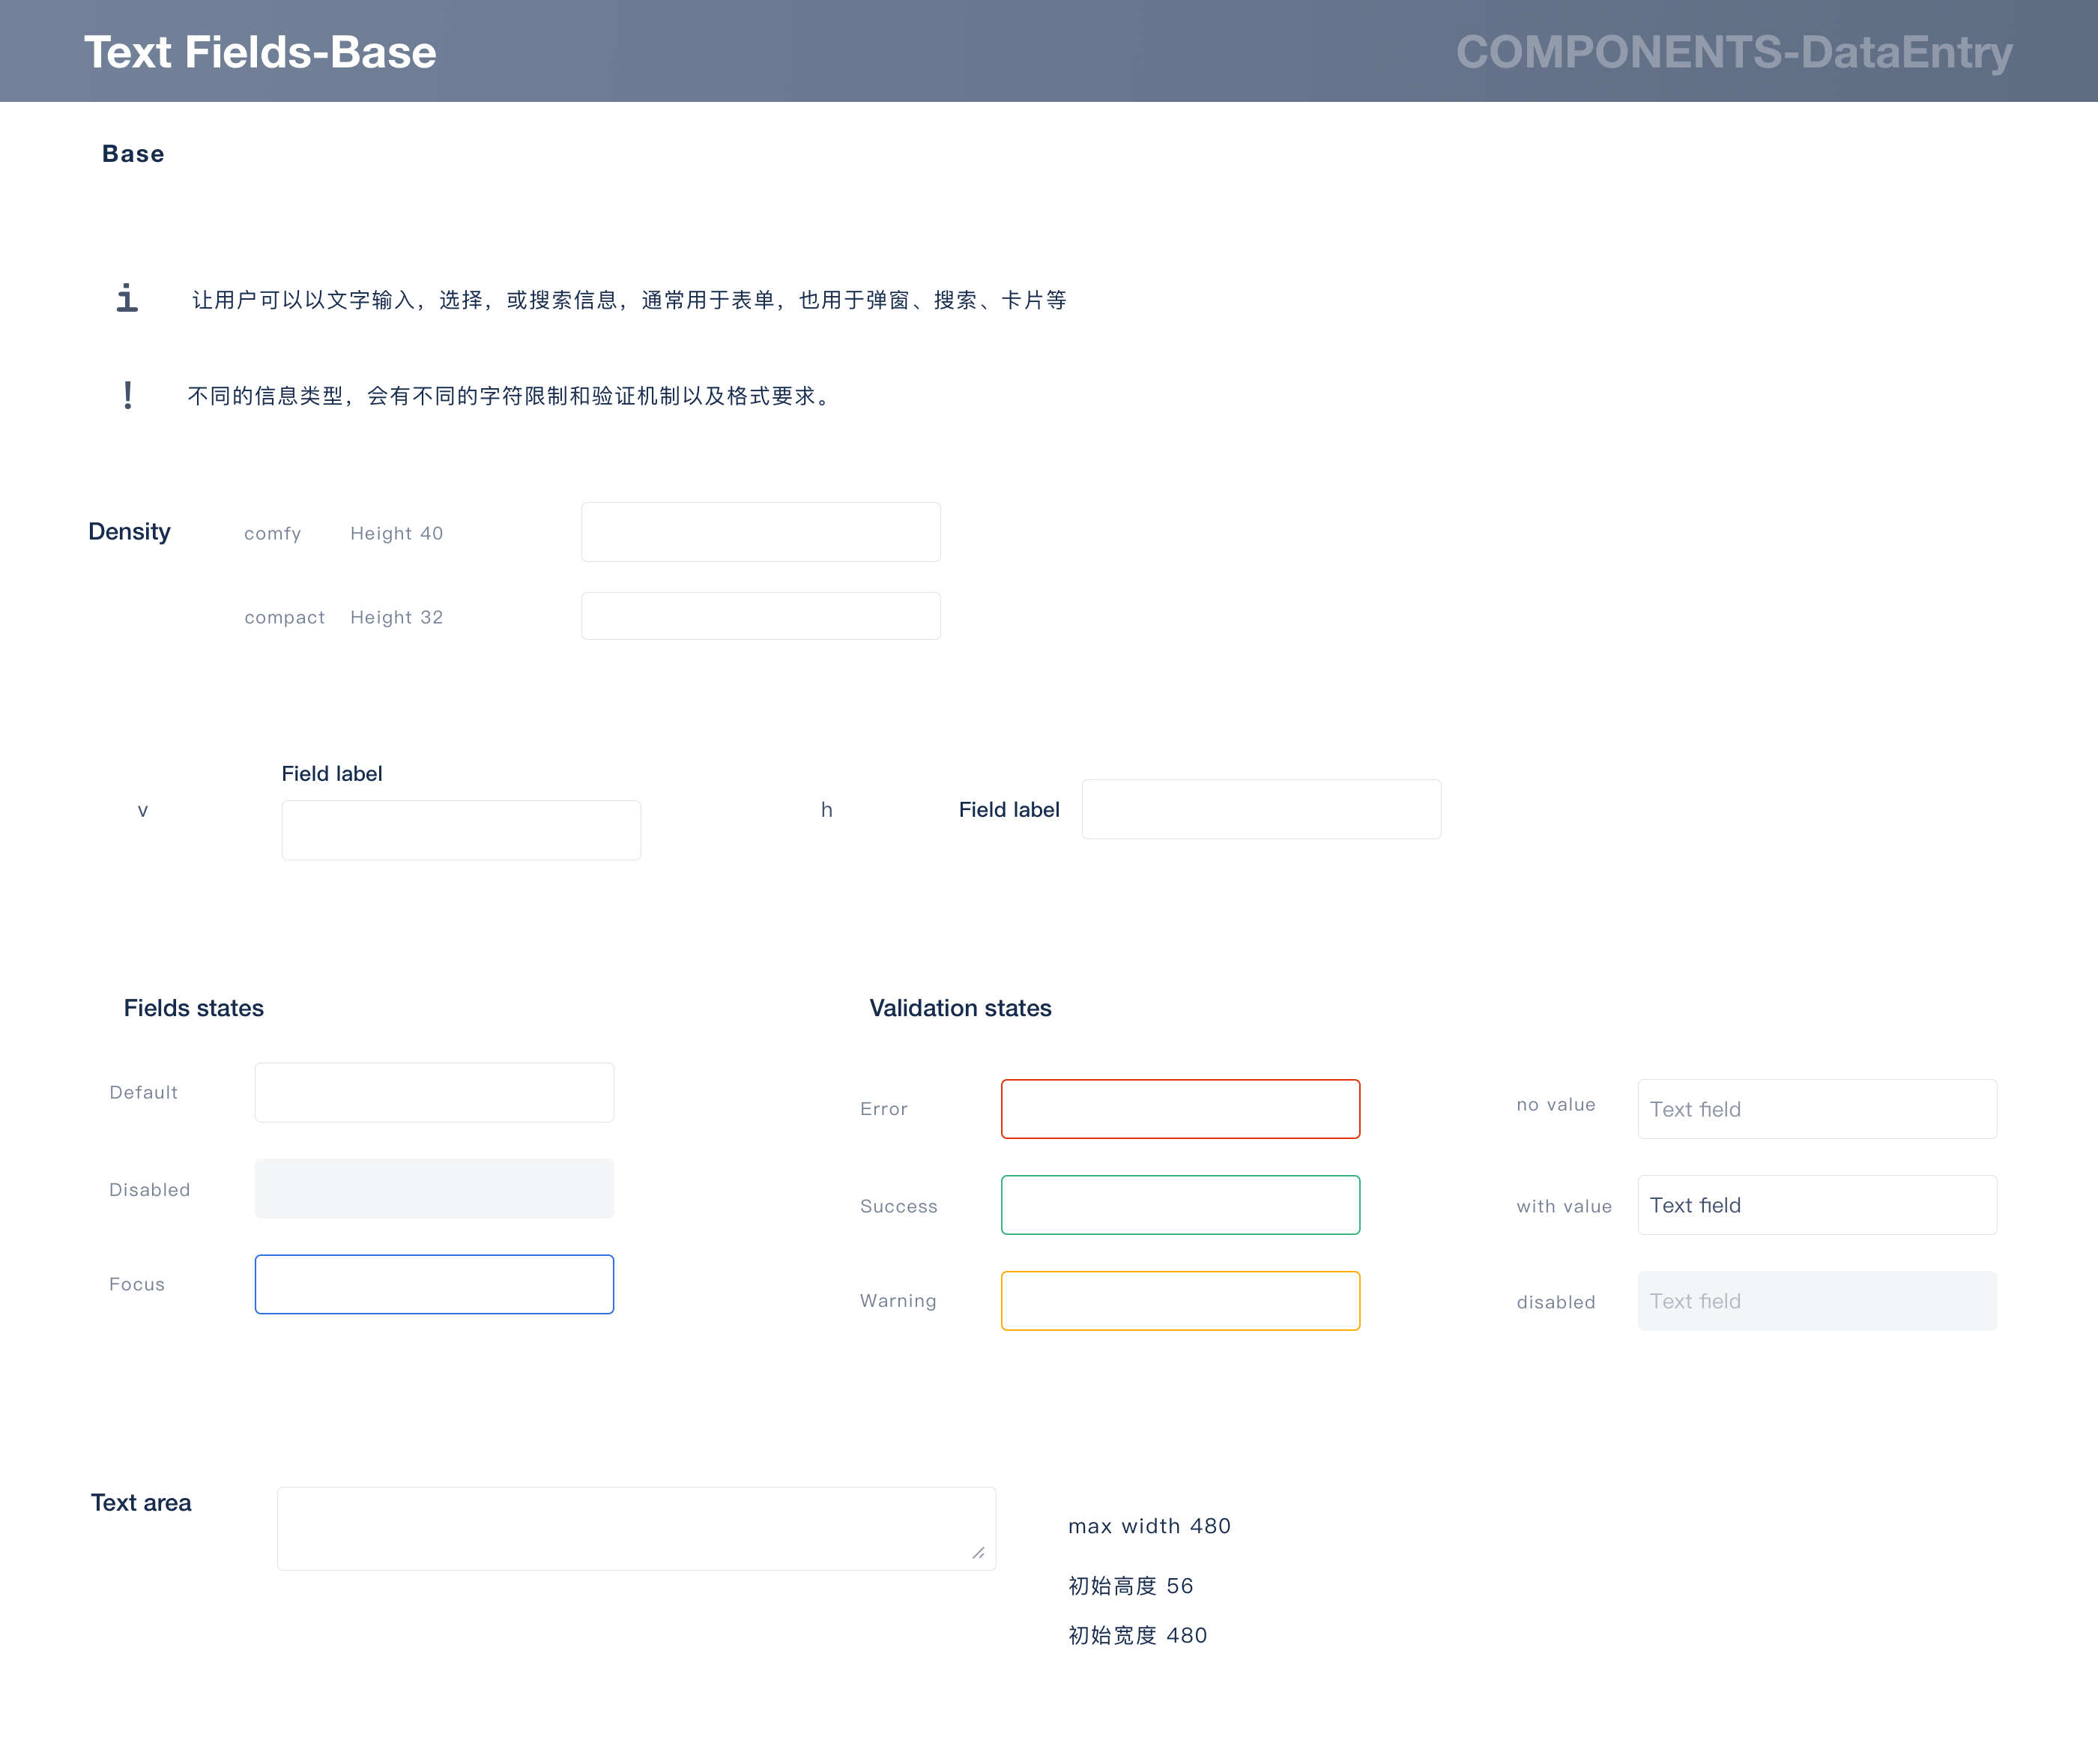 Text Fields-Base
COMPONENTS-DataEntry
Base
i
让用户可以以文字输入，选择，或搜索信息，通常用于表单，也用于弹窗、搜索、卡片等
!
不同的信息类型，会有不同的字符限制和验证机制以及格式要求。
Density
comfy
Height 40
compact
Height 32
v
Field label
h
Field label
Fields states
Default
Disabled
Focus
Validation states
Error
Success
Warning
no value
Text field
with value
Text field
disabled
Text field
Text area
max width 480
初始高度 56
初始宽度 480